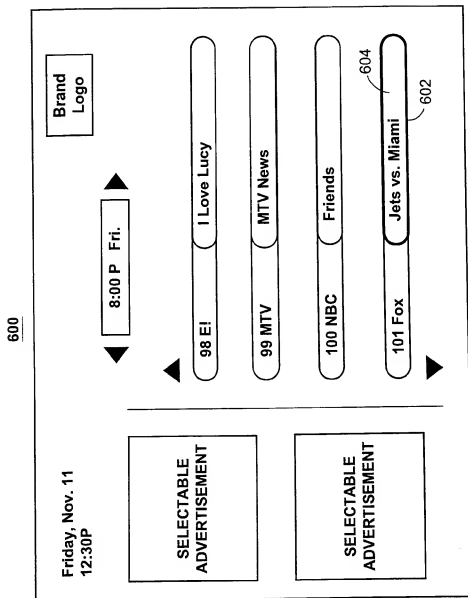 600
Friday, Nov. 11
12:30P
Brand
Logo
8:00 P Fri.
SELECTABLE
ADVERTISEMENT
SELECTABLE
ADVERTISEMENT
98 E! I Love Lucy
99 MTV MTV News
100 NBC Friends
101 Fox Jets vs. Miami
604
602